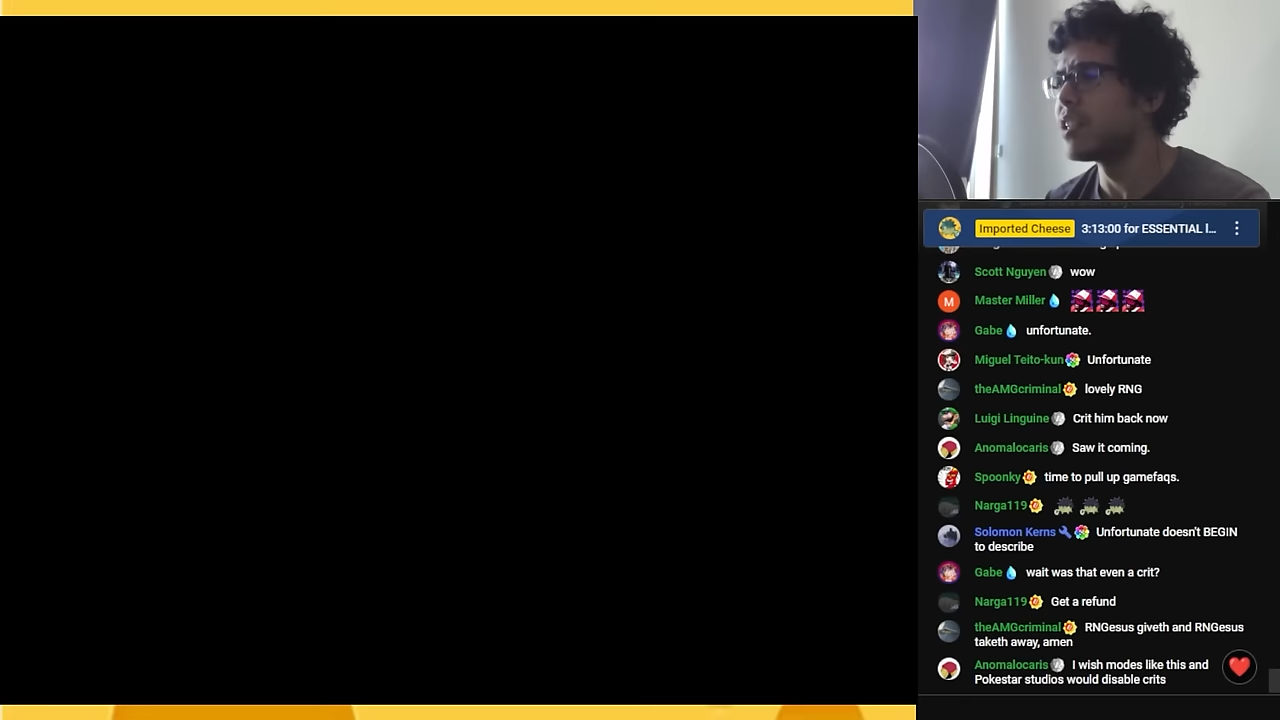 Imported Cheese 3:13:00 for ESSENTIAL l...
Scott Nguyen wow
Master Miller
Gabe unfortunate.
Miguel Teito-kun Unfortunate
theAMGcriminal lovely RNG
Luigi Linguine Crit him back now
Anomalocaris Saw it coming.
Spoonky time to pull up gamefaqs.
Narga119
Solomon Kerns Unfortunate doesn't BEGIN
to describe
Gabe wait was that even a crit?
Narga119 Get a refund
theAMGcriminal RNGesus giveth and RNGesus
taketh away, amen
Anomalocaris I wish modes like this and
Pokestar studios would disable crits
M